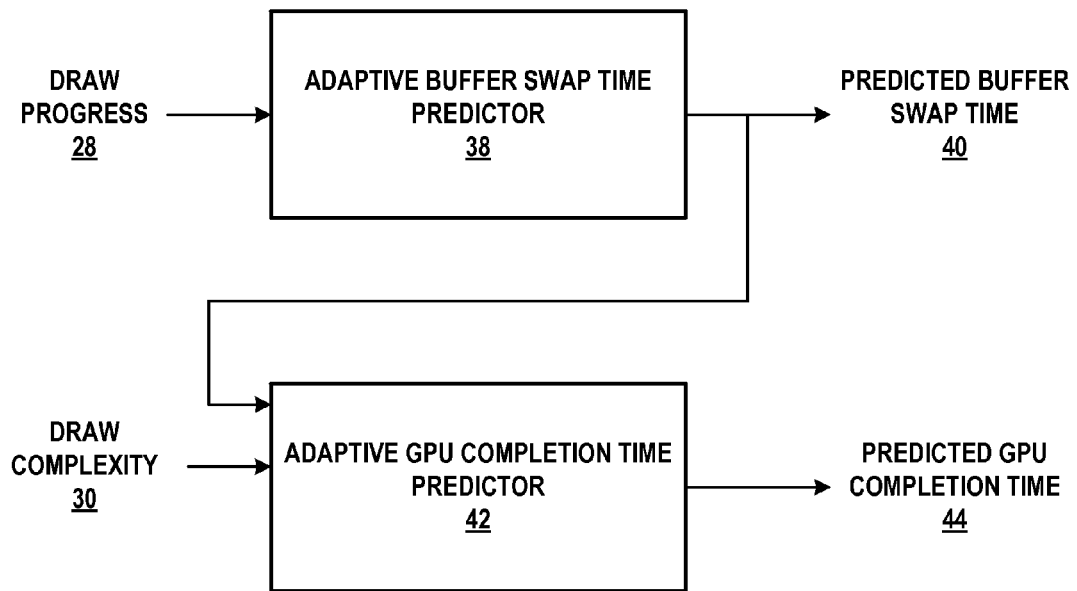 DRAW
PROGRESS
28
ADAPTIVE BUFFER SWAP TIME
PREDICTOR
38
PREDICTED BUFFER
SWAP TIME
40
DRAW
COMPLEXITY
30
ADAPTIVE GPU COMPLETION TIME
PREDICTOR
42
PREDICTED GPU
COMPLETION TIME
44